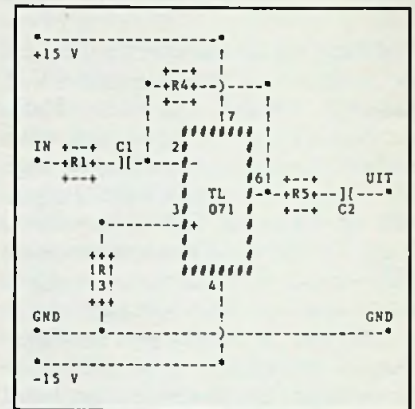 +15 V
R4
7
IN C1 UIT
R1 ][ 2 -
6
TL R5 ][
3 071 C2
+
R
3
4
GND GND
-15 V